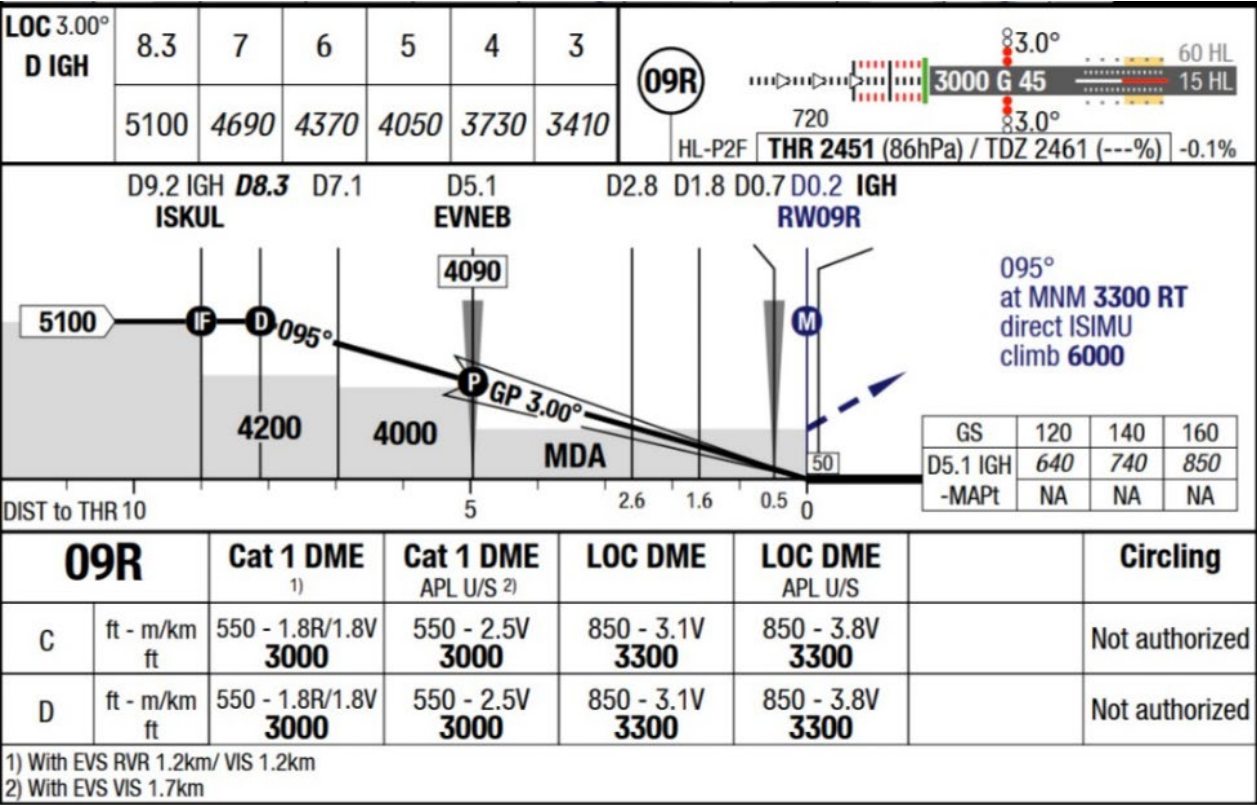 LOC 3.00° 8.3 7 6 5 4 3
D IGH
5100 4690 4370 4050 3730 3410
09R
3.0°
60 HL
3000 G 45
15 HL
720
3.0°
HL-P2F THR 2451 (86hPa) / TDZ 2461 (---%) -0.1%
D9.2 IGH D8.3 D7.1 D5.1 D2.8 D1.8 D0.7 D0.2 IGH
ISKUL EVNEB RW09R
4090
095°
at MNM 3300 RT
direct ISIMU
climb 6000
5100 IF D 095° M
P GP 3.00°
4200 4000 MDA
50
GS 120 140 160
D5.1 IGH 640 740 850
-MAPt NA NA NA
DIST to THR 10 5 2.6 1.6 0.5 0
09R Cat 1 DME Cat 1 DME LOC DME LOC DME Circling
1) APL U/S 2) APL U/S
C ft - m/km 550 - 1.8R/1.8V 550 - 2.5V 850 - 3.1V 850 - 3.8V Not authorized
ft 3000 3000 3300 3300
D ft - m/km 550 - 1.8R/1.8V 550 - 2.5V 850 - 3.1V 850 - 3.8V Not authorized
ft 3000 3000 3300 3300
1) With EVS RVR 1.2km/ VIS 1.2km
2) With EVS VIS 1.7km